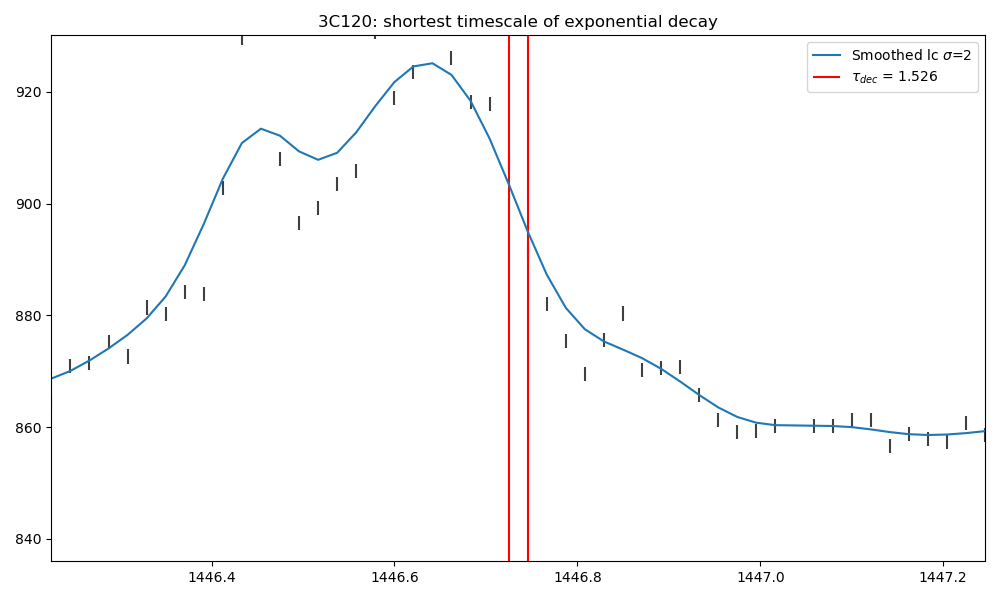 3C120: shortest timescale of exponential decay
Smoothed lc σ=2
τdec = 1.526
920
900
880
860
840
1446.4 1446.6 1446.8 1447.0 1447.2